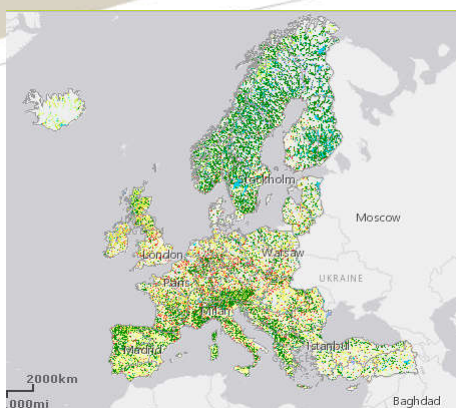 Stockholm
Moscow
London
Warsaw
UKRAINE
Paris
Milan
Istanbul
Madrid
2000km
000mi
Baghdad